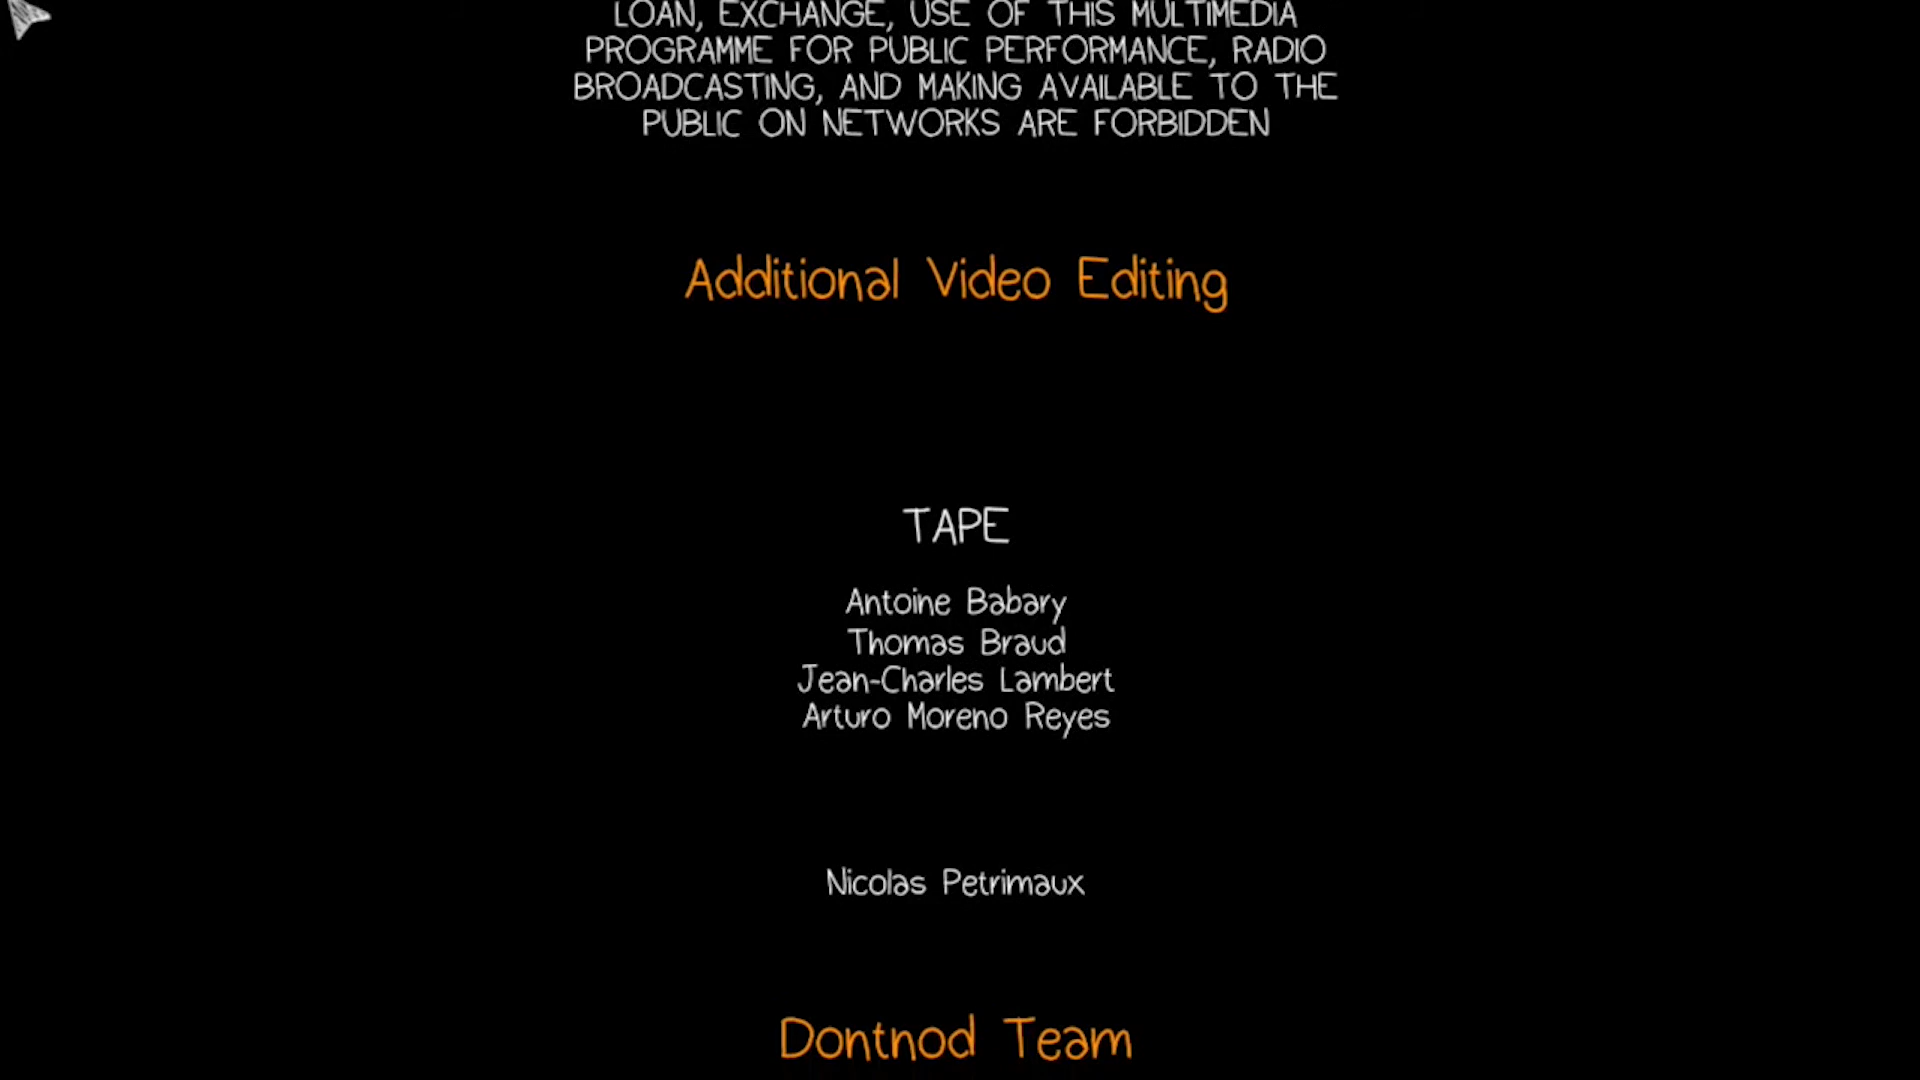 LOAN, EXCHANGE, USE OF THIS MULTIMEDIA
PROGRAMME FOR PUBLIC PERFORMANCE, RADIO
BROADCASTING, AND MAKING AVAILABLE TO THE
PUBLIC ON NETWORKS ARE FORBIDDEN
Additional Video Editing
TAPE
Antoine Babary
Thomas Braud
Jean-Charles Lambert
Arturo Moreno Reyes
Nicolas Petrimaux
Dontnod Team